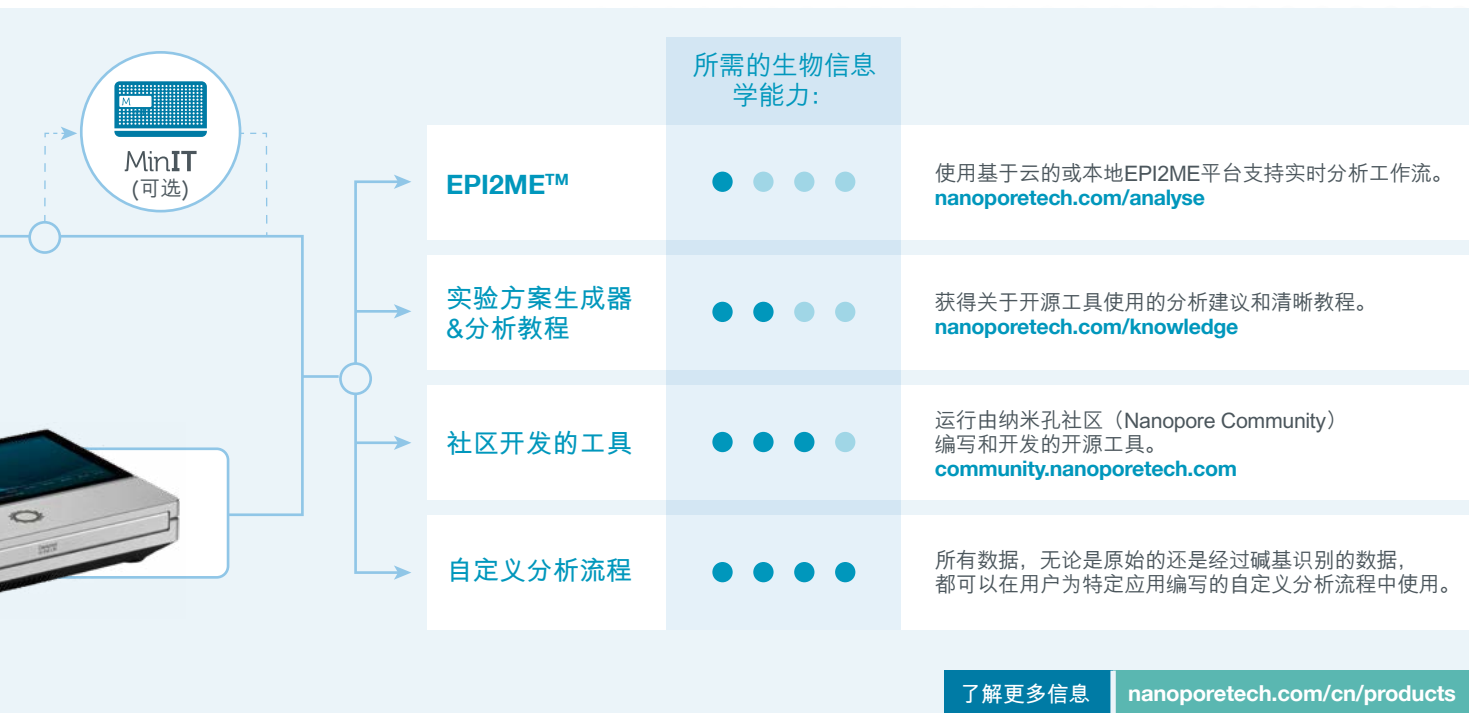 所需的生物信息
学能力:
M
MinIT
(可选)
EPI2ME™
使用基于云的或本地EPI2ME平台支持实时分析工作流。
nanoporetech.com/analyse
实验方案生成器
&分析教程
获得关于开源工具使用的分析建议和清晰教程。
nanoporetech.com/knowledge
社区开发的工具
运行由纳米孔社区（Nanopore Community）
编写和开发的开源工具。
community.nanoporetech.com
自定义分析流程
所有数据，无论是原始的还是经过碱基识别的数据，
都可以在用户为特定应用编写的自定义分析流程中使用。
了解更多信息
nanoporetech.com/cn/products